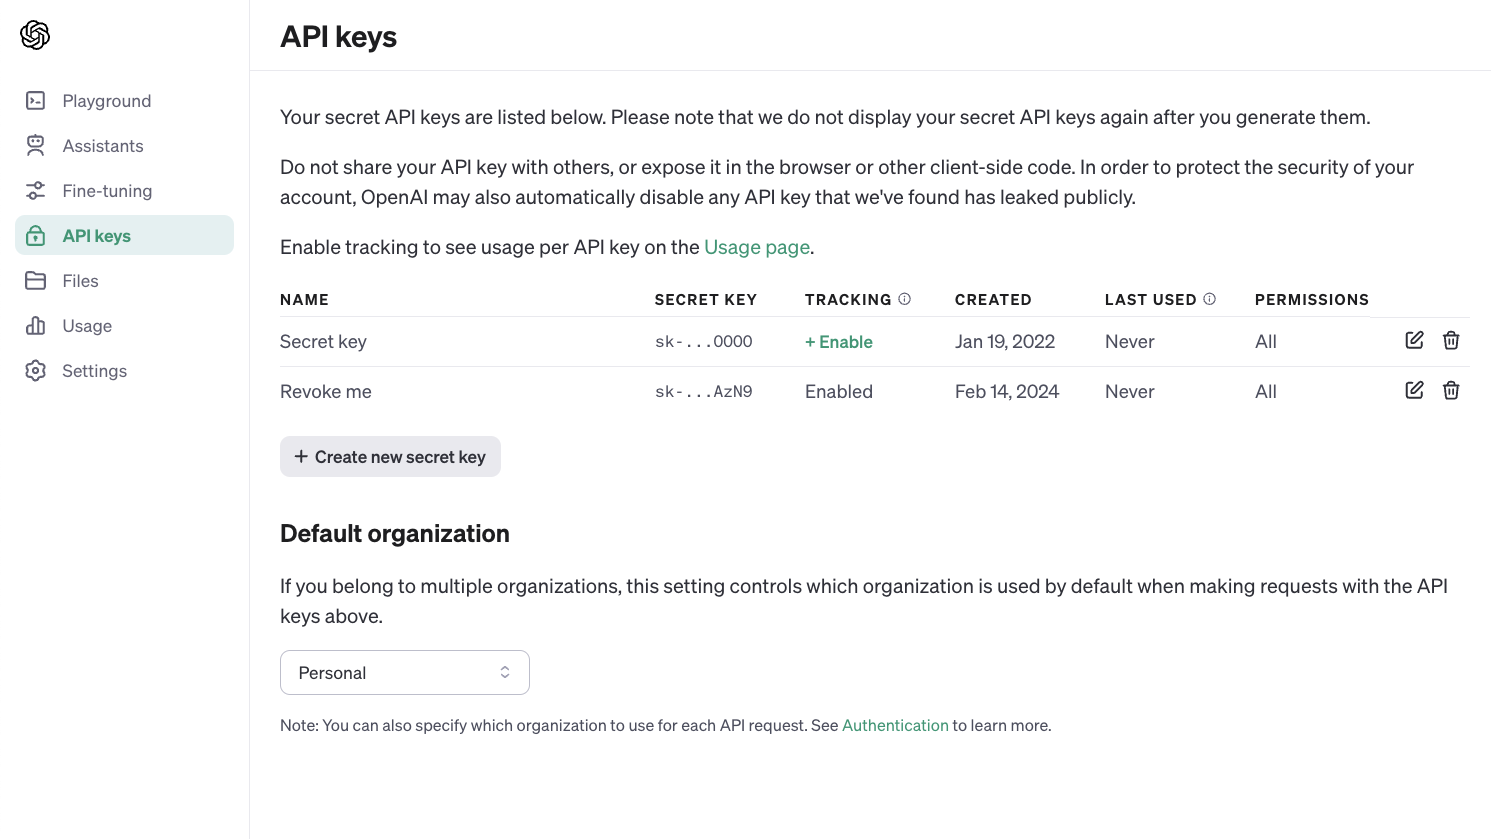 API keys
Playground
Assistants
Fine-tuning
API keys
Files
Usage
Settings
Your secret API keys are listed below. Please note that we do not display your secret API keys again after you generate them.
Do not share your API key with others, or expose it in the browser or other client-side code. In order to protect the security of your
account, OpenAI may also automatically disable any API key that we've found has leaked publicly.
Enable tracking to see usage per API key on the Usage page.
NAME SECRET KEY TRACKING CREATED LAST USED PERMISSIONS
Secret key sk-...0000 + Enable Jan 19, 2022 Never All
Revoke me sk-...AzN9 Enabled Feb 14, 2024 Never All
+ Create new secret key
Default organization
If you belong to multiple organizations, this setting controls which organization is used by default when making requests with the API
keys above.
Personal
Note: You can also specify which organization to use for each API request. See Authentication to learn more.